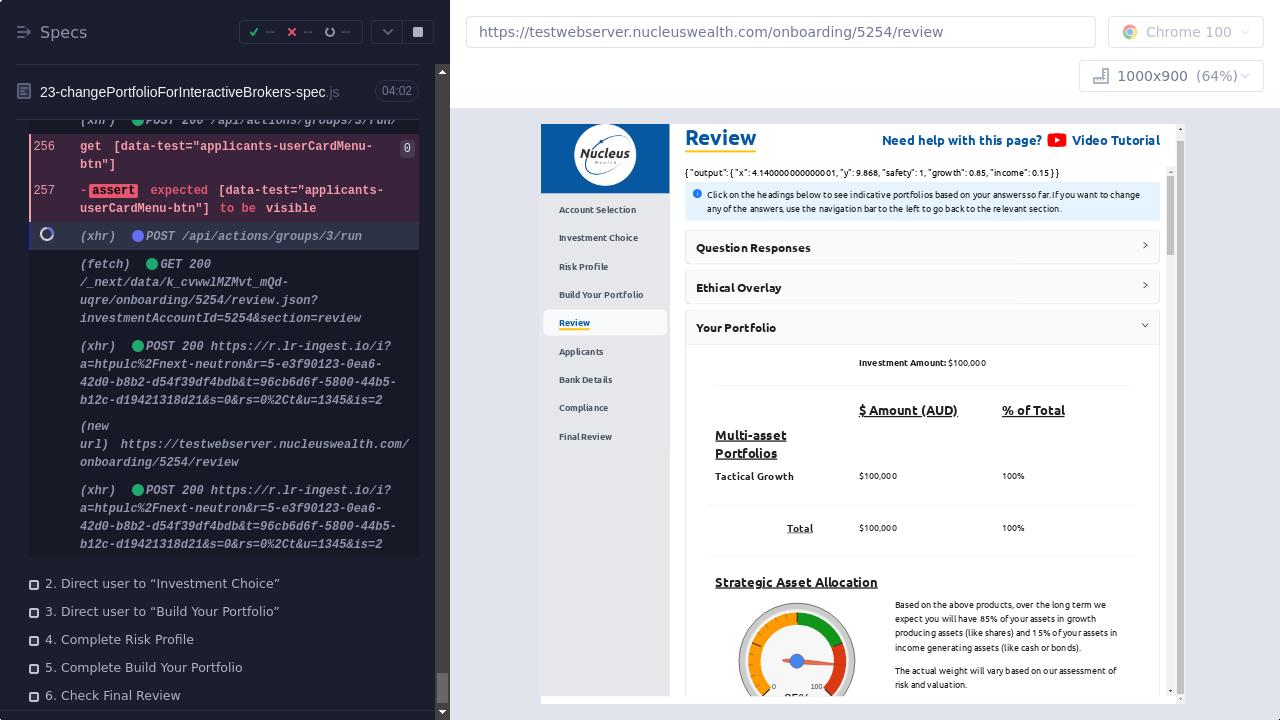 Specs
--
--
--
23-changePortfolioForInteractiveBrokers-spec.js
04:02
(xhr) POST 200 /api/actions/groups/3/run/
256 get [data-test="applicants-userCardMenu-
btn"]
0
257 -assert expected [data-test="applicants-
userCardMenu-btn"] to be visible
(xhr) POST /api/actions/groups/3/run
(fetch) GET 200
/_next/data/k_cvwwlMZMvt_mQd-
uqre/onboarding/5254/review.json?
investmentAccountId=5254&section=review
(xhr) POST 200 https://r.lr-ingest.io/i?
a=htpulc%2Fnext-neutron&r=5-e3f90123-0ea6-
42d0-b8b2-d54f39df4bdb&t=96cb6d6f-5800-44b5-
b12c-d19421318d21&s=0&rs=0%2Ct&u=1345&is=2
(new
url) https://testwebserver.nucleuswealth.com/
onboarding/5254/review
(xhr) POST 200 https://r.lr-ingest.io/i?
a=htpulc%2Fnext-neutron&r=5-e3f90123-0ea6-
42d0-b8b2-d54f39df4bdb&t=96cb6d6f-5800-44b5-
b12c-d19421318d21&s=0&rs=0%2Ct&u=1345&is=2
2. Direct user to “Investment Choice”
3. Direct user to “Build Your Portfolio”
4. Complete Risk Profile
5. Complete Build Your Portfolio
6. Check Final Review
https://testwebserver.nucleuswealth.com/onboarding/5254/review
Chrome 100
1000x900 (64%)
Nucleus
Wealth
Account Selection
Investment Choice
Risk Profile
Build Your Portfolio
Review
Applicants
Bank Details
Compliance
Final Review
Review
Need help with this page? Video Tutorial
{ "output": { "x": 4.140000000000001, "y": 9.868, "safety": 1, "growth": 0.85, "income": 0.15 } }
Click on the headings below to see indicative portfolios based on your answers so far. If you want to change
any of the answers, use the navigation bar to the left to go back to the relevant section.
Question Responses
Ethical Overlay
Your Portfolio
Investment Amount: $100,000
$ Amount (AUD) % of Total
Multi-asset
Portfolios
Tactical Growth $100,000 100%
Total $100,000 100%
Strategic Asset Allocation
Based on the above products, over the long term we
expect you will have 85% of your assets in growth
producing assets (like shares) and 15% of your assets in
income generating assets (like cash or bonds).
The actual weight will vary based on our assessment of
risk and valuation.
0 100
85%